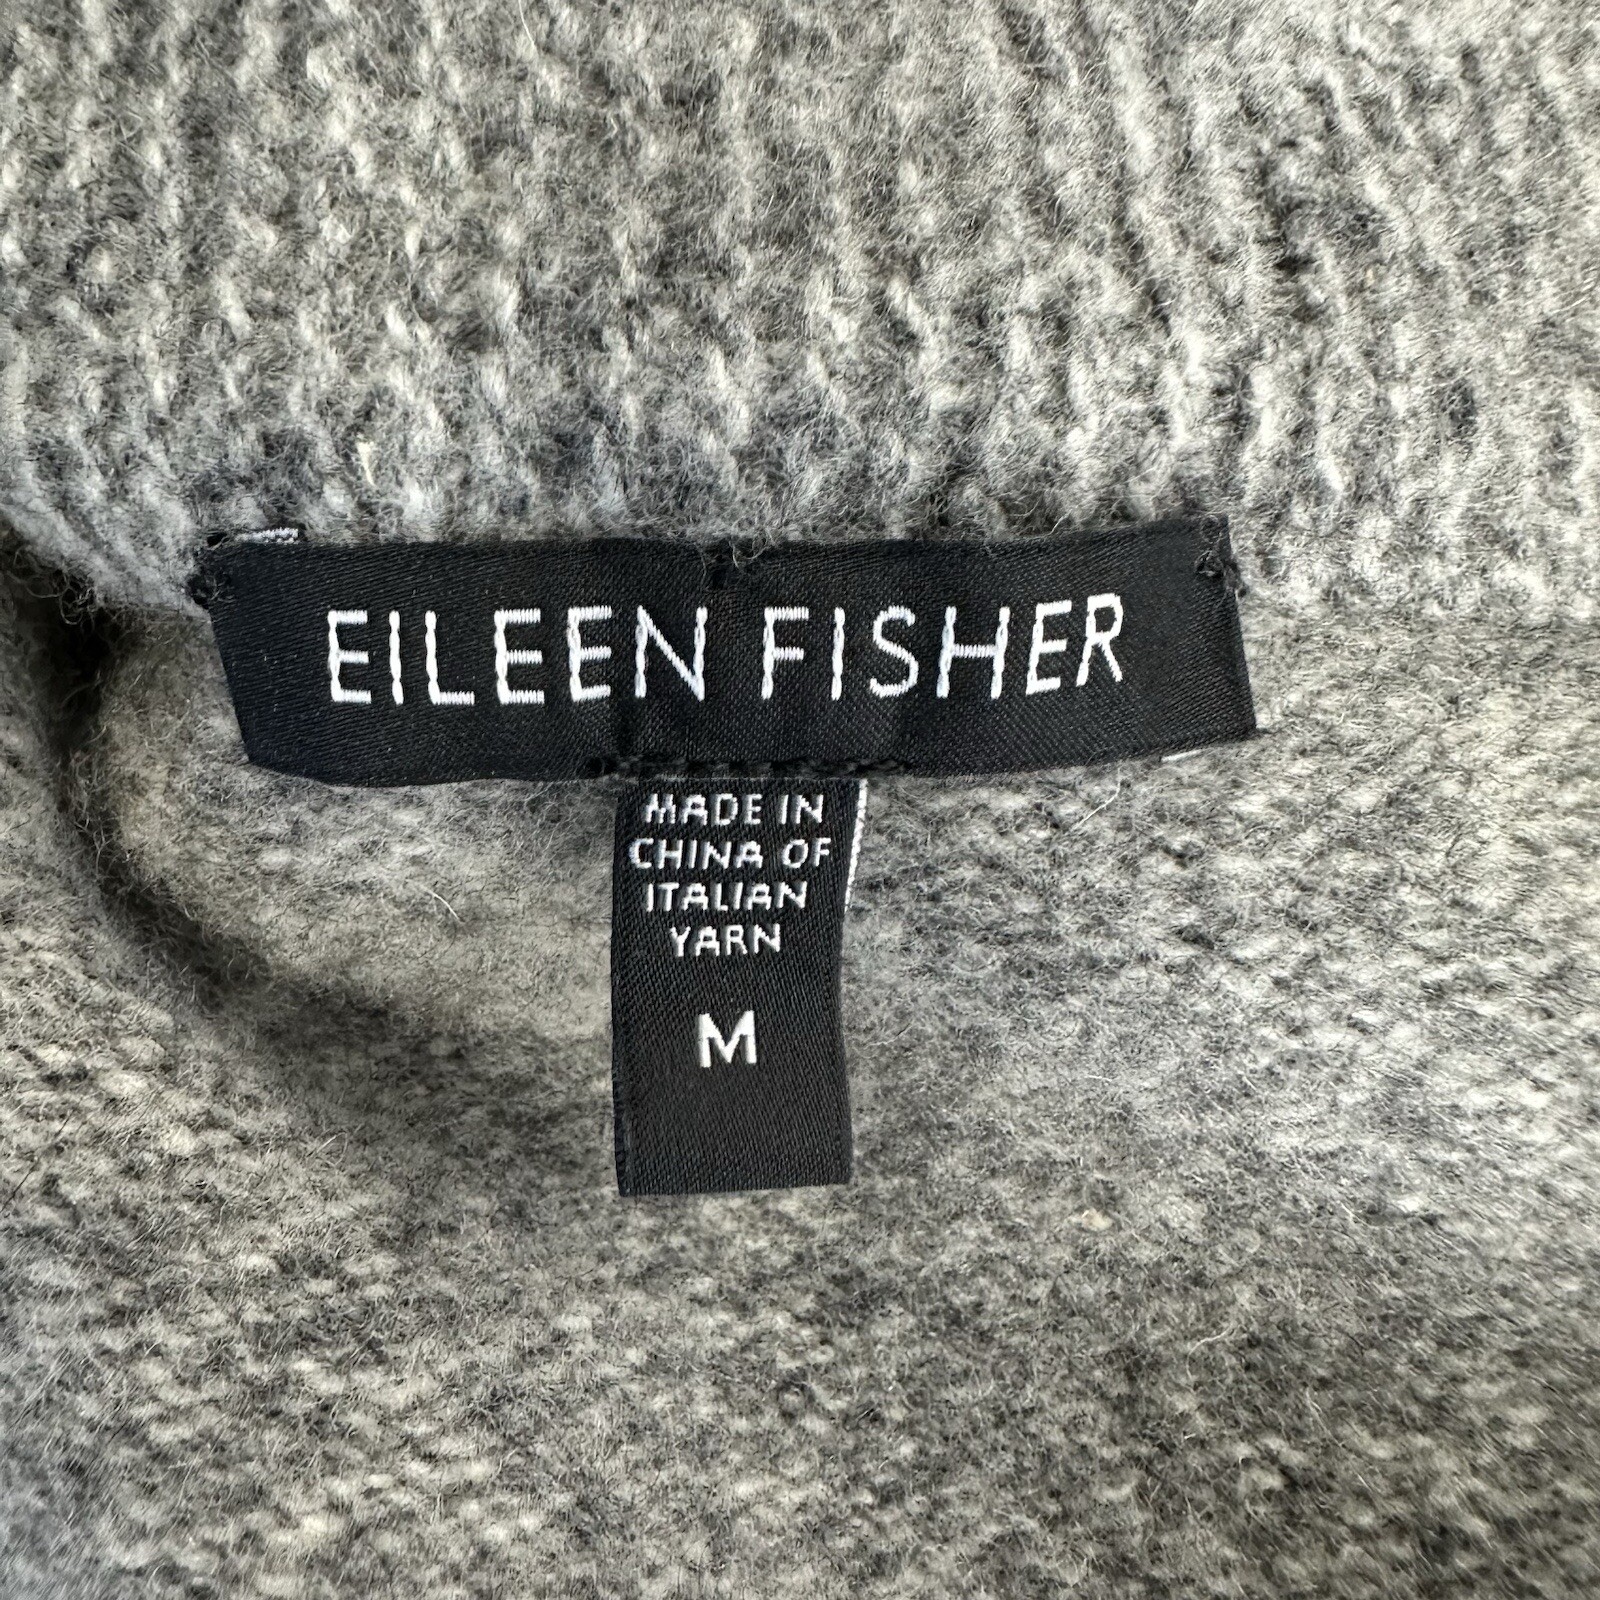 EILEEN FISHER
MADE IN
CHINA OF
ITALIAN
YARN
M